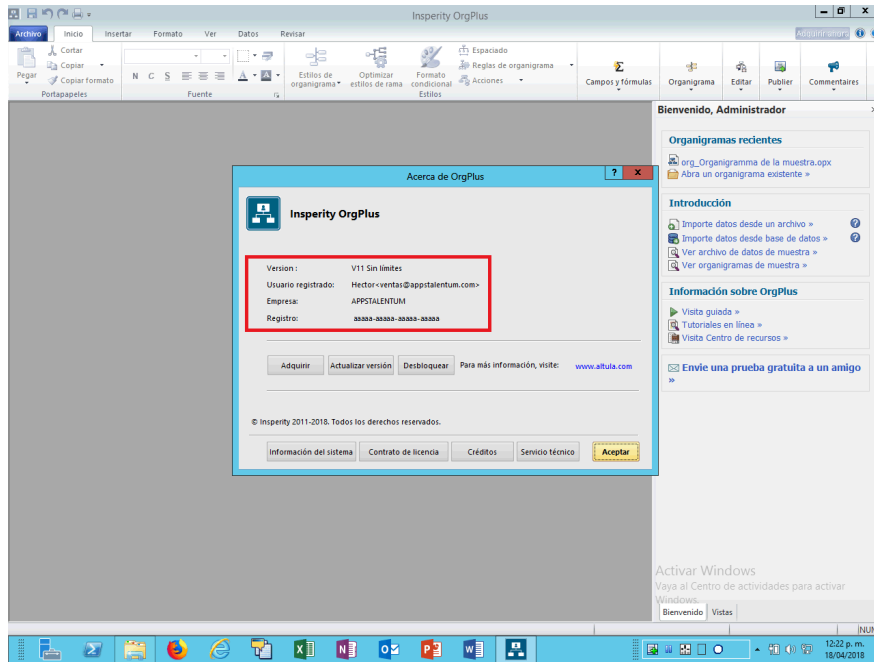 Insperity OrgPlus
Archivo Inicio Insertar Formato Ver Datos Revisar
Pegar
Cortar
Copiar
Copiar formato
Portapapeles
N C S
Fuente
Estilos de organigrama
Optimizar estilos de rama
Formato condicional
Espaciado
Reglas de organigrama
Acciones
Estilos
Campos y fórmulas
Organigrama
Editar
Publier
Commentaires
Bienvenido, Administrador
Organigramas recientes
org_Organigramma de la muestra.opx
Abra un organigrama existente »
Introducción
Importe datos desde un archivo »
Importe datos desde base de datos »
Ver archivo de datos de muestra »
Ver organigramas de muestra »
Información sobre OrgPlus
Visita guiada »
Tutoriales en línea »
Visita Centro de recursos »
Envie una prueba gratuita a un amigo
»
Acerca de OrgPlus
Insperity OrgPlus
Version : V11 Sin límites
Usuario registrado: Hector<ventas@appstalentum.com>
Empresa: APPSTALENTUM
Registro: aaaaa-aaaaa-aaaaa-aaaaa
Adquirir Actualizar versión Desbloquear Para más información, visite: www.altula.com
© Insperity 2011-2018. Todos los derechos reservados.
Información del sistema Contrato de licencia Créditos Servicio técnico Aceptar
Activar Windows
Vaya al Centro de actividades para activar
Windows.
Bienvenido Vistas
NUM
12:22 p. m.
18/04/2018